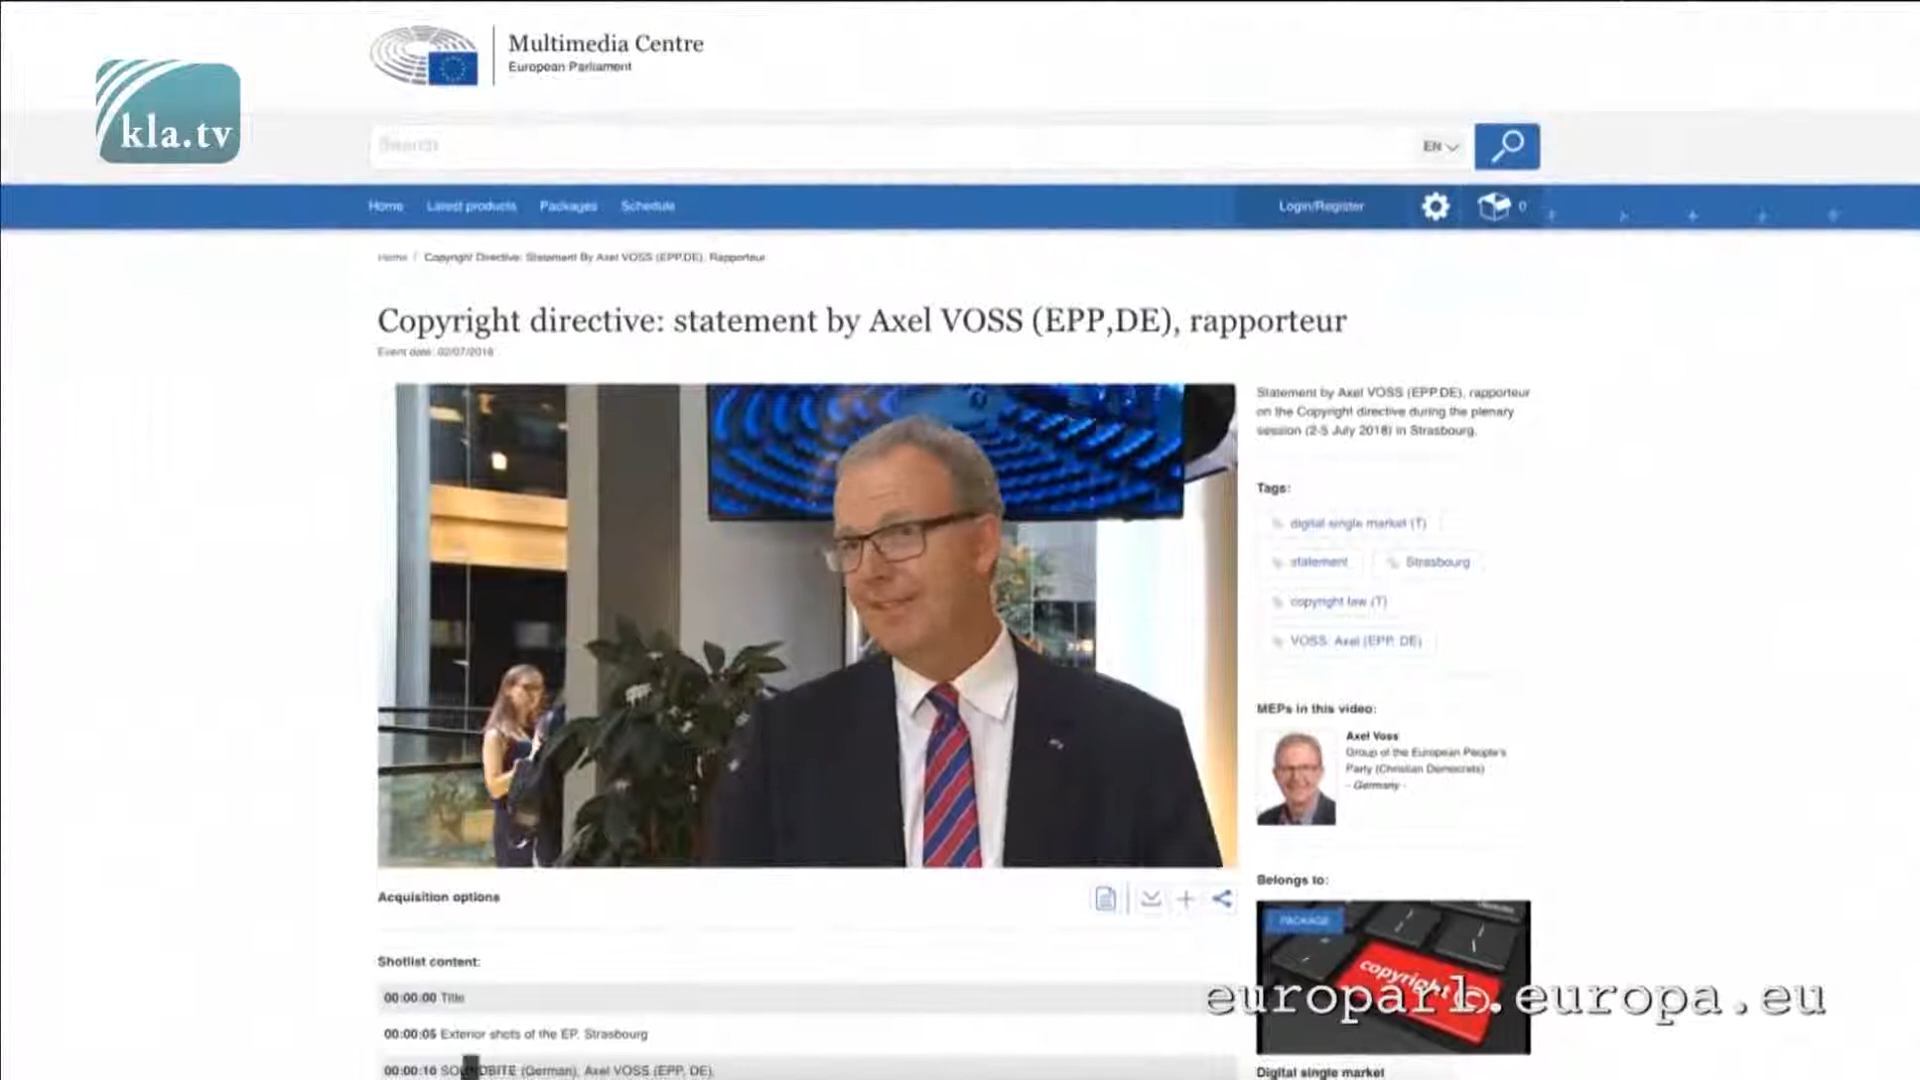 Multimedia Centre
European Parliament
kla.tv
Search
EN
Home Latest products Packages Schedule Login/Register 0
Home / Copyright Directive: Statement By Axel VOSS (EPP,DE), Rapporteur
Copyright directive: statement by Axel VOSS (EPP,DE), rapporteur
Event date: 02/07/2018
Statement by Axel VOSS (EPP,DE), rapporteur
on the Copyright directive during the plenary
session (2-5 July 2018) in Strasbourg.
Tags:
digital single market (T)
statement Strasbourg
copyright law (T)
VOSS, Axel (EPP, DE)
MEPs in this video:
Axel Voss
Group of the European People's
Party (Christian Democrats)
- Germany -
Belongs to:
PACKAGE
copyright
Acquisition options
Shotlist content:
00:00:00 Title
europarl.europa.eu
00:00:05 Exterior shots of the EP, Strasbourg
00:00:10 SOUNDBITE (German), Axel VOSS (EPP, DE),
Digital single market